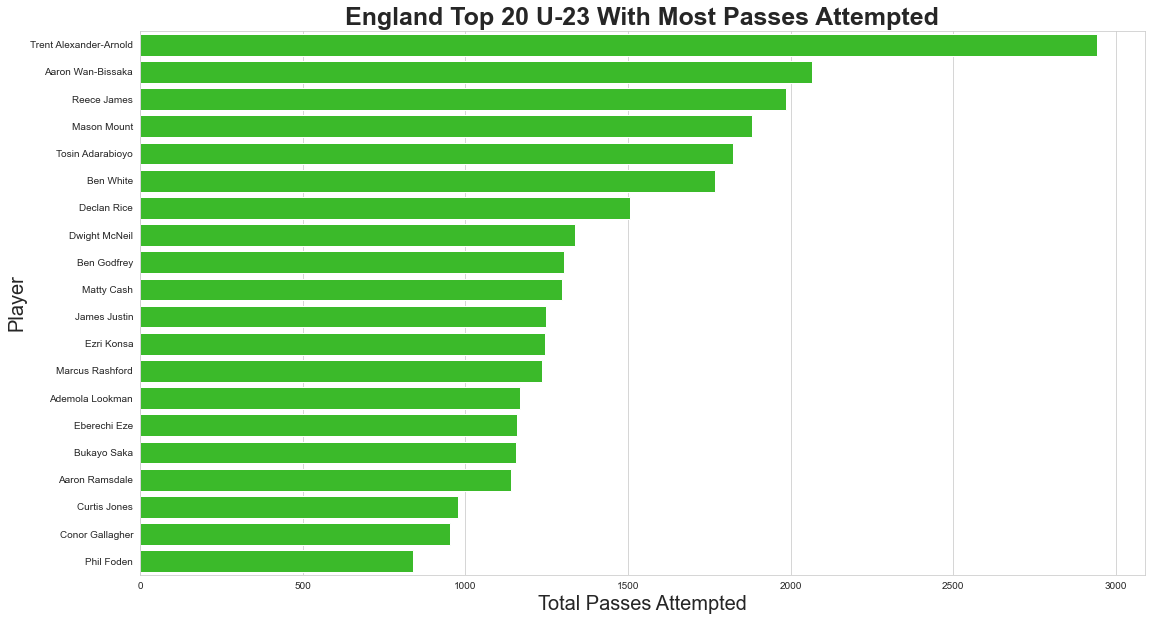 England Top 20 U-23 With Most Passes Attempted
Player
Trent Alexander-Arnold
Aaron Wan-Bissaka
Reece James
Mason Mount
Tosin Adarabioyo
Ben White
Declan Rice
Dwight McNeil
Ben Godfrey
Matty Cash
James Justin
Ezri Konsa
Marcus Rashford
Ademola Lookman
Eberechi Eze
Bukayo Saka
Aaron Ramsdale
Curtis Jones
Conor Gallagher
Phil Foden
0 500 1000 1500 2000 2500 3000
Total Passes Attempted